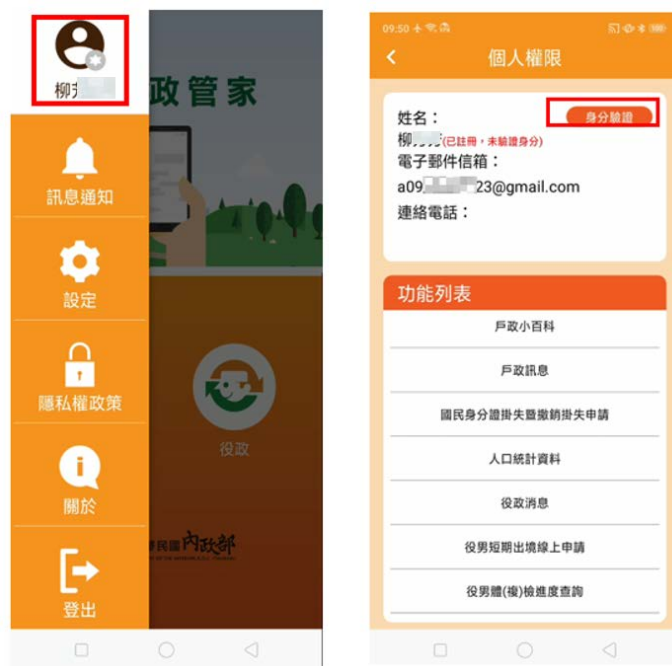 柳
政管家
訊息通知
設定
隱私權政策
關於
登出
役政
民國內政部
09:50
個人權限
姓名：
身分驗證
柳
(已註冊，未驗證身分)
電子郵件信箱：
a09
23@gmail.com
連絡電話：
功能列表
戶政小百科
戶政訊息
國民身分證掛失暨撤銷掛失申請
人口統計資料
役政消息
役男短期出境線上申請
役男體(複)檢進度查詢